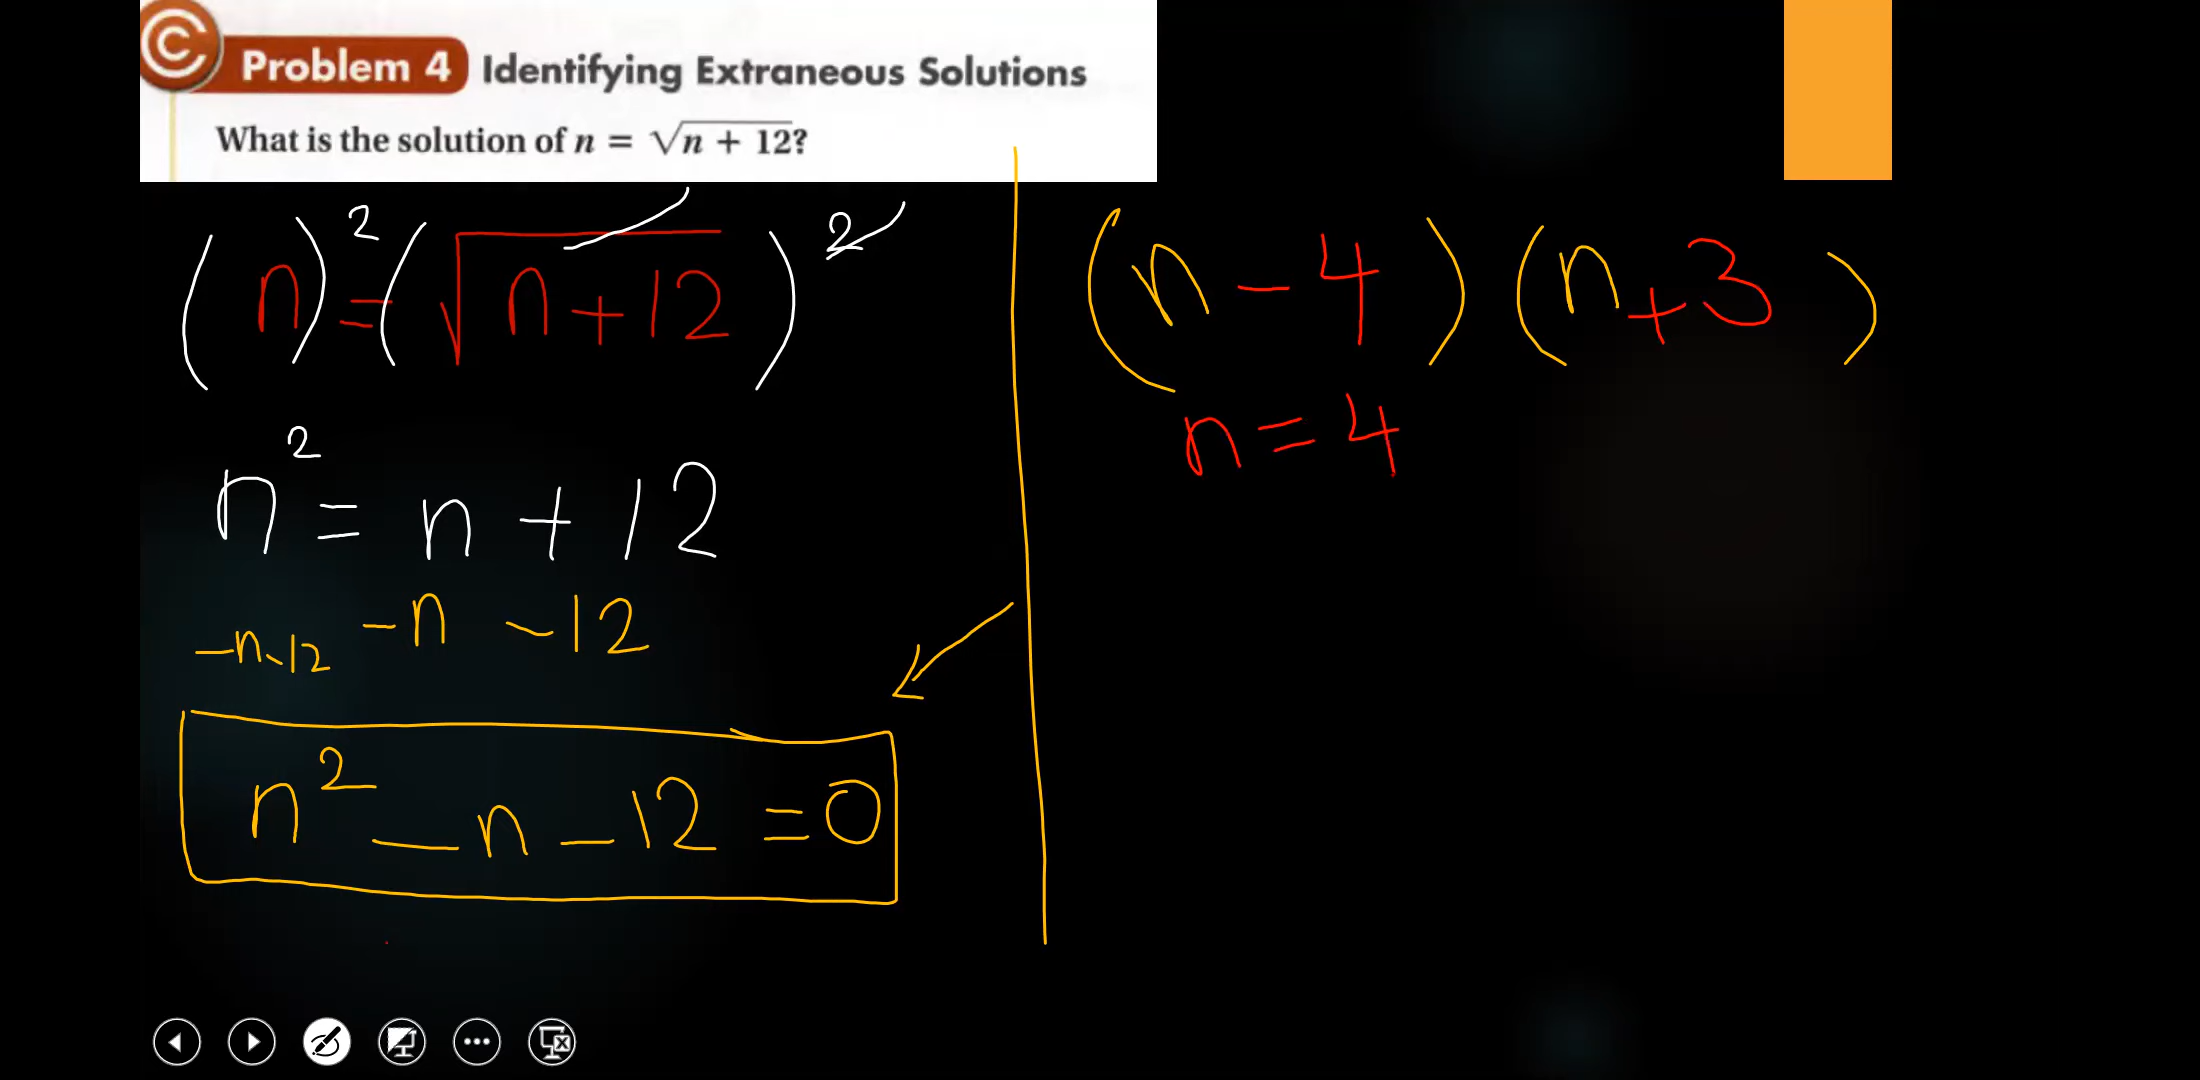 Problem 4 Identifying Extraneous Solutions
What is the solution of n = √n + 12?
(n)² = (√n + 12)²
n² = n + 12
-n-12 -n -12
n² - n - 12 = 0
(n - 4) (n + 3)
n = 4